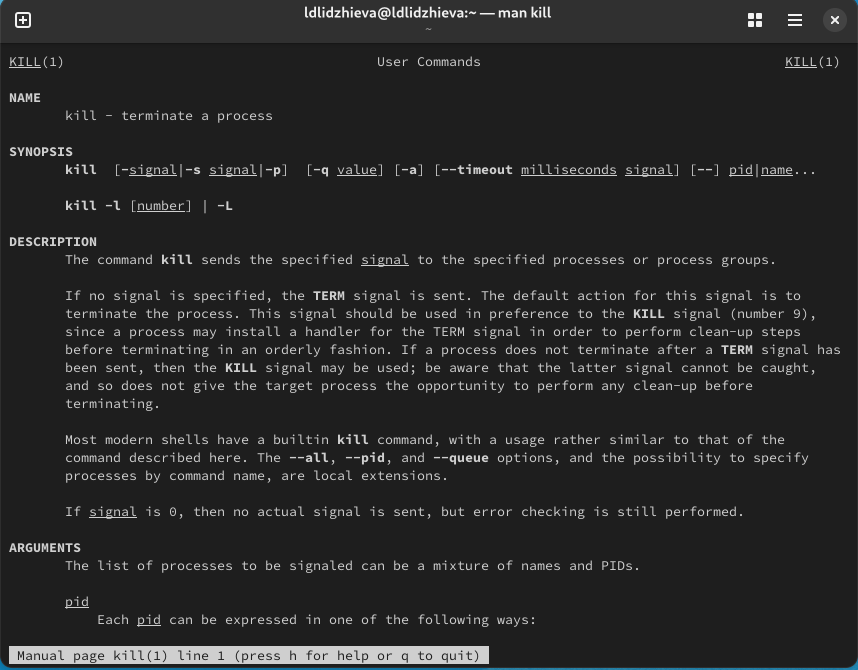 ldlidzhieva@ldlidzhieva:~ — man kill
~
KILL(1) User Commands KILL(1)
NAME
kill - terminate a process
SYNOPSIS
kill [-signal|-s signal|-p] [-q value] [-a] [--timeout milliseconds signal] [--] pid|name...
kill -l [number] | -L
DESCRIPTION
The command kill sends the specified signal to the specified processes or process groups.
If no signal is specified, the TERM signal is sent. The default action for this signal is to
terminate the process. This signal should be used in preference to the KILL signal (number 9),
since a process may install a handler for the TERM signal in order to perform clean-up steps
before terminating in an orderly fashion. If a process does not terminate after a TERM signal has
been sent, then the KILL signal may be used; be aware that the latter signal cannot be caught,
and so does not give the target process the opportunity to perform any clean-up before
terminating.
Most modern shells have a builtin kill command, with a usage rather similar to that of the
command described here. The --all, --pid, and --queue options, and the possibility to specify
processes by command name, are local extensions.
If signal is 0, then no actual signal is sent, but error checking is still performed.
ARGUMENTS
The list of processes to be signaled can be a mixture of names and PIDs.
pid
Each pid can be expressed in one of the following ways:
Manual page kill(1) line 1 (press h for help or q to quit)